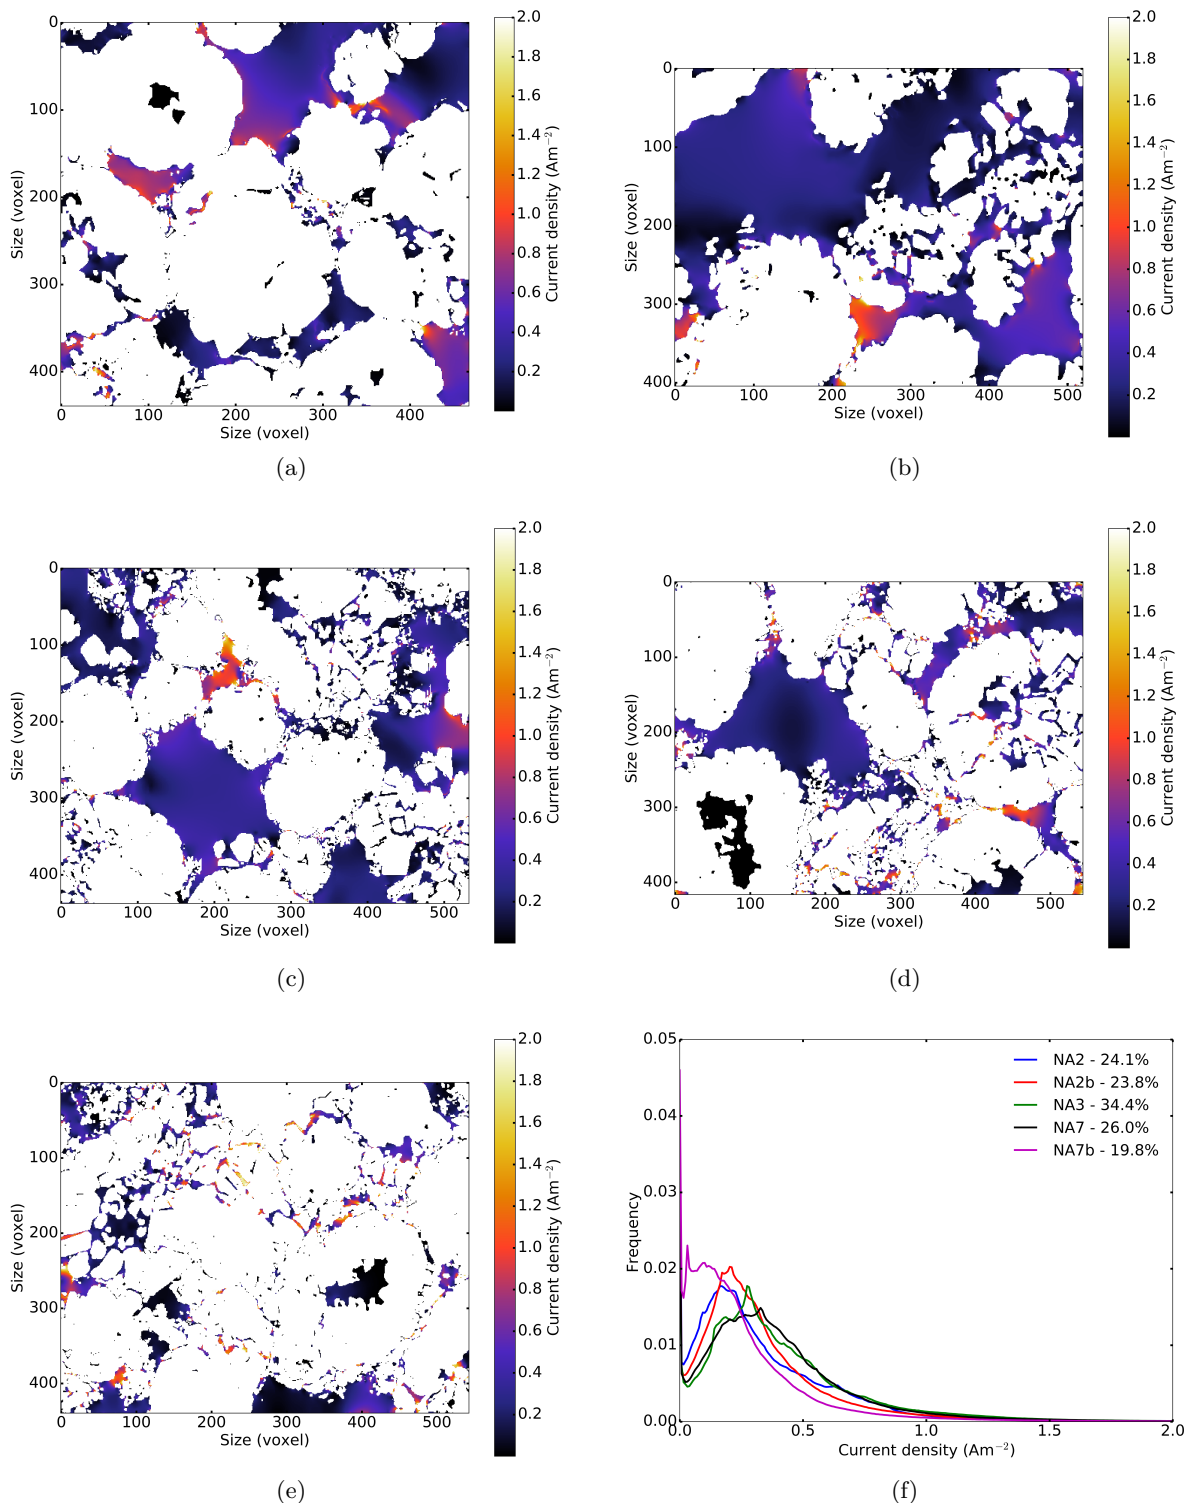 0
100
200
300
400
Size (voxel)
0 100 200 300 400
Size (voxel)
2.0
1.8
1.6
1.4
1.2
1.0
0.8
0.6
0.4
0.2
Current density (Am⁻²)
(a)
0
100
200
300
400
Size (voxel)
0 100 200 300 400 500
Size (voxel)
2.0
1.8
1.6
1.4
1.2
1.0
0.8
0.6
0.4
0.2
Current density (Am⁻²)
(b)
0
100
200
300
400
Size (voxel)
0 100 200 300 400 500
Size (voxel)
2.0
1.8
1.6
1.4
1.2
1.0
0.8
0.6
0.4
0.2
Current density (Am⁻²)
(c)
0
100
200
300
400
Size (voxel)
0 100 200 300 400 500
Size (voxel)
2.0
1.8
1.6
1.4
1.2
1.0
0.8
0.6
0.4
0.2
Current density (Am⁻²)
(d)
0
100
200
300
400
Size (voxel)
0 100 200 300 400 500
Size (voxel)
2.0
1.8
1.6
1.4
1.2
1.0
0.8
0.6
0.4
0.2
Current density (Am⁻²)
(e)
0.05
0.04
0.03
0.02
0.01
0.00
Frequency
NA2 - 24.1%
NA2b - 23.8%
NA3 - 34.4%
NA7 - 26.0%
NA7b - 19.8%
0.0 0.5 1.0 1.5 2.0
Current density (Am⁻²)
(f)